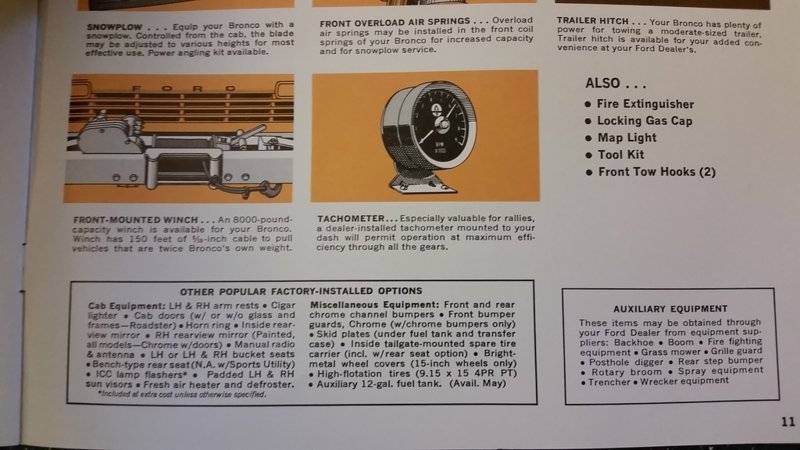 SNOWPLOW . . . Equip your Bronco with a
snowplow. Controlled from the cab, the blade
may be adjusted to various heights for most
effective use. Power angling kit available.
FRONT OVERLOAD AIR SPRINGS . . . Overload
air springs may be installed in the front coil
springs of your Bronco for increased capacity
and for snowplow service.
TRAILER HITCH . . . Your Bronco has plenty of
power for towing a moderate-sized trailer.
Trailer hitch is available for your added con-
venience at your Ford Dealer's.
FORD
RPM
X 100
ALSO . . .
• Fire Extinguisher
• Locking Gas Cap
• Map Light
• Tool Kit
• Front Tow Hooks (2)
FRONT-MOUNTED WINCH . . . An 8000-pound-
capacity winch is available for your Bronco.
Winch has 150 feet of 5/16-inch cable to pull
vehicles that are twice Bronco's own weight.
TACHOMETER . . . Especially valuable for rallies,
a dealer-installed tachometer mounted to your
dash will permit operation at maximum effi-
ciency through all the gears.
OTHER POPULAR FACTORY-INSTALLED OPTIONS
Cab Equipment: LH & RH arm rests • Cigar
lighter • Cab doors (w/ or w/o glass and
frames—Roadster) • Horn ring • Inside rear-
view mirror • RH rearview mirror (Painted,
all models—Chrome w/doors) • Manual radio
& antenna • LH or LH & RH bucket seats
• Bench-type rear seat (N.A. w/Sports Utility)
• ICC lamp flashers* • Padded LH & RH
sun visors • Fresh air heater and defroster.
*Included at extra cost unless otherwise specified.
Miscellaneous Equipment: Front and rear
chrome channel bumpers • Front bumper
guards, Chrome (w/chrome bumpers only)
• Skid plates (under fuel tank and transfer
case) • Inside tailgate-mounted spare tire
carrier (incl. w/rear seat option) • Bright-
metal wheel covers (15-inch wheels only)
• High-flotation tires (9.15 x 15 4PR PT)
• Auxiliary 12-gal. fuel tank. (Avail. May)
AUXILIARY EQUIPMENT
These items may be obtained through
your Ford Dealer from equipment sup-
pliers: Backhoe • Boom • Fire fighting
equipment • Grass mower • Grille guard
• Posthole digger • Rear step bumper
• Rotary broom • Spray equipment
• Trencher • Wrecker equipment
11